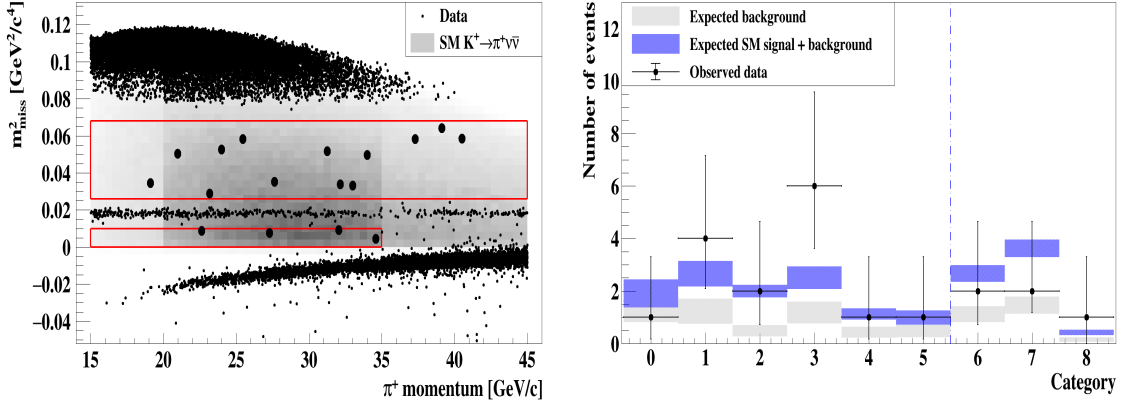 m²miss [GeV²/c⁴]
0.12
0.1
0.08
0.06
0.04
0.02
0
−0.02
−0.04
Data
SM K⁺→π⁺νν̄
15 20 25 30 35 40 45
π⁺ momentum [GeV/c]
Number of events
12
10
8
6
4
2
0
Expected background
Expected SM signal + background
Observed data
0 1 2 3 4 5 6 7 8
Category